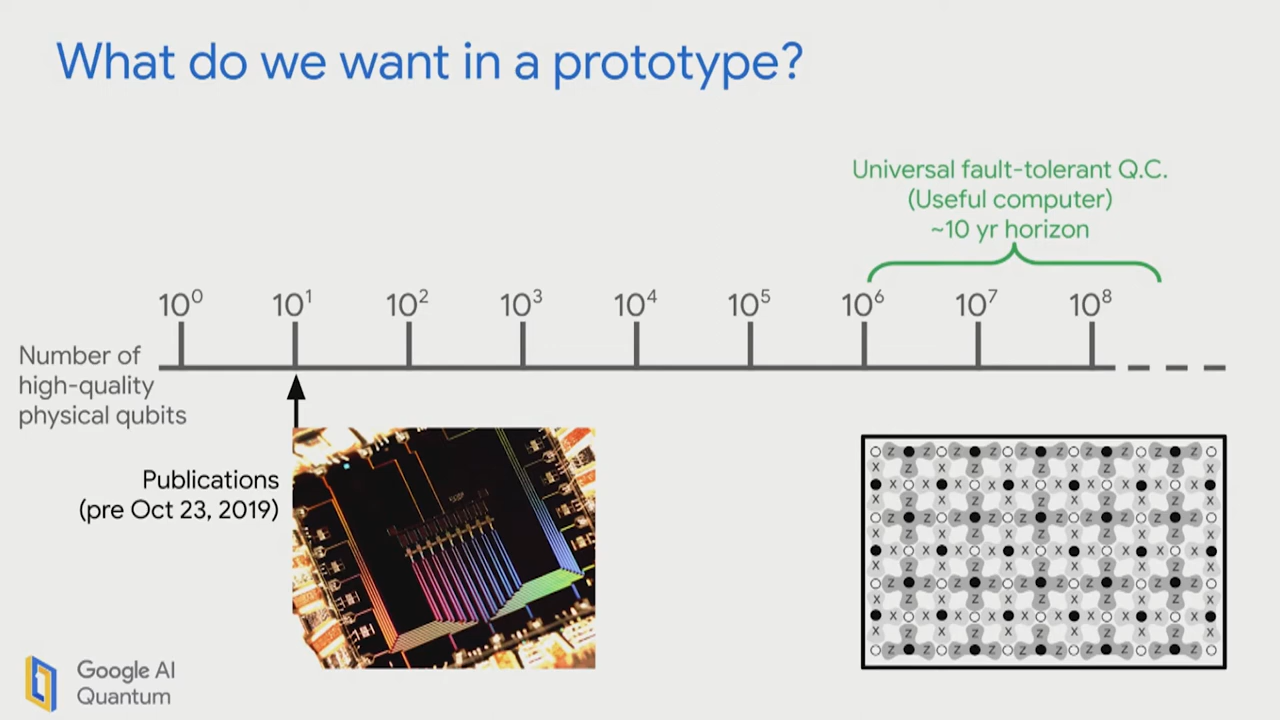 What do we want in a prototype?
Universal fault-tolerant Q.C.
(Useful computer)
~10 yr horizon
10⁰ 10¹ 10² 10³ 10⁴ 10⁵ 10⁶ 10⁷ 10⁸
Number of
high-quality
physical qubits
Publications
(pre Oct 23, 2019)
Z Z Z Z Z Z Z Z Z Z
X Z X Z X Z X Z X Z X
X X X X X X X X X X
X Z X Z X Z X Z X Z X
Z Z Z Z Z Z Z Z Z Z
X Z X Z X Z X Z X Z X
X X X X X X X X X X
X Z X Z X Z X Z X Z X
Z Z Z Z Z Z Z Z Z Z
X Z X Z X Z X Z X Z X
X X X X X X X X X X
X Z X Z X Z X Z X Z X
Z Z Z Z Z Z Z Z Z Z
Google AI
Quantum